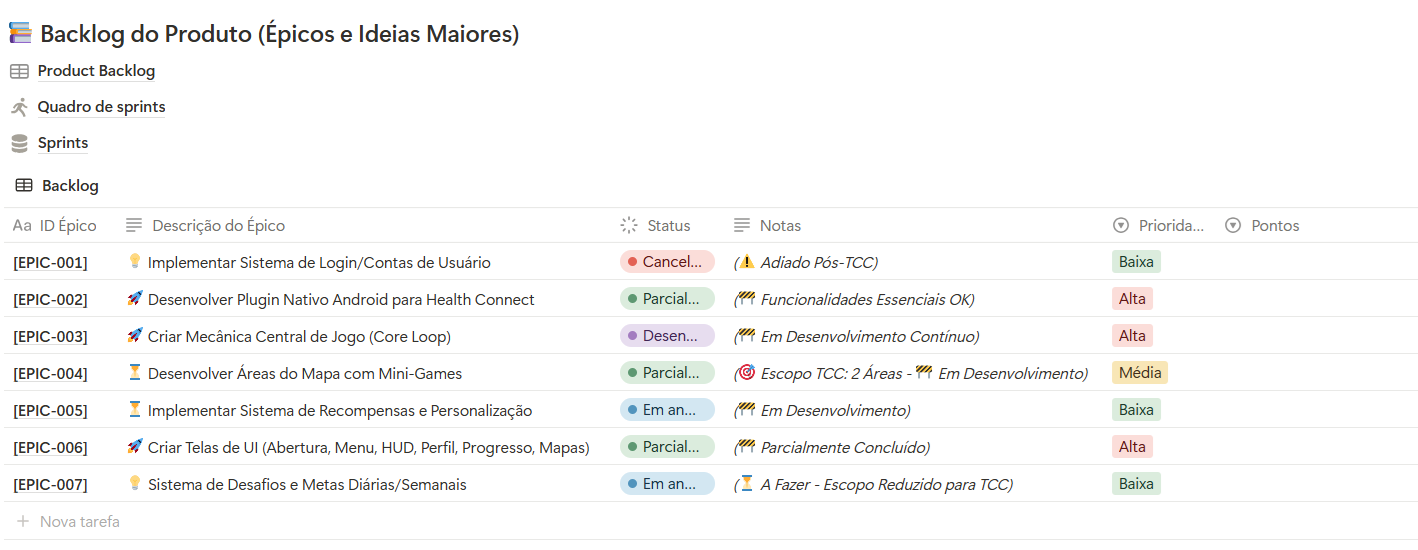 📚 Backlog do Produto (Épicos e Ideias Maiores)
Product Backlog
Quadro de sprints
Sprints
Backlog
Aa ID Épico Descrição do Épico Status Notas Priorida... Pontos
[EPIC-001] 💡 Implementar Sistema de Login/Contas de Usuário Cancel... (⚠️ Adiado Pós-TCC) Baixa
[EPIC-002] 🚀 Desenvolver Plugin Nativo Android para Health Connect Parcial... (🚧 Funcionalidades Essenciais OK) Alta
[EPIC-003] 🚀 Criar Mecânica Central de Jogo (Core Loop) Desen... (🚧 Em Desenvolvimento Contínuo) Alta
[EPIC-004] ⏳ Desenvolver Áreas do Mapa com Mini-Games Parcial... (🎯 Escopo TCC: 2 Áreas - 🚧 Em Desenvolvimento) Média
[EPIC-005] ⏳ Implementar Sistema de Recompensas e Personalização Em an... (🚧 Em Desenvolvimento) Baixa
[EPIC-006] 🚀 Criar Telas de UI (Abertura, Menu, HUD, Perfil, Progresso, Mapas) Parcial... (🚧 Parcialmente Concluído) Alta
[EPIC-007] 💡 Sistema de Desafios e Metas Diárias/Semanais Em an... (⏳ A Fazer - Escopo Reduzido para TCC) Baixa
+ Nova tarefa